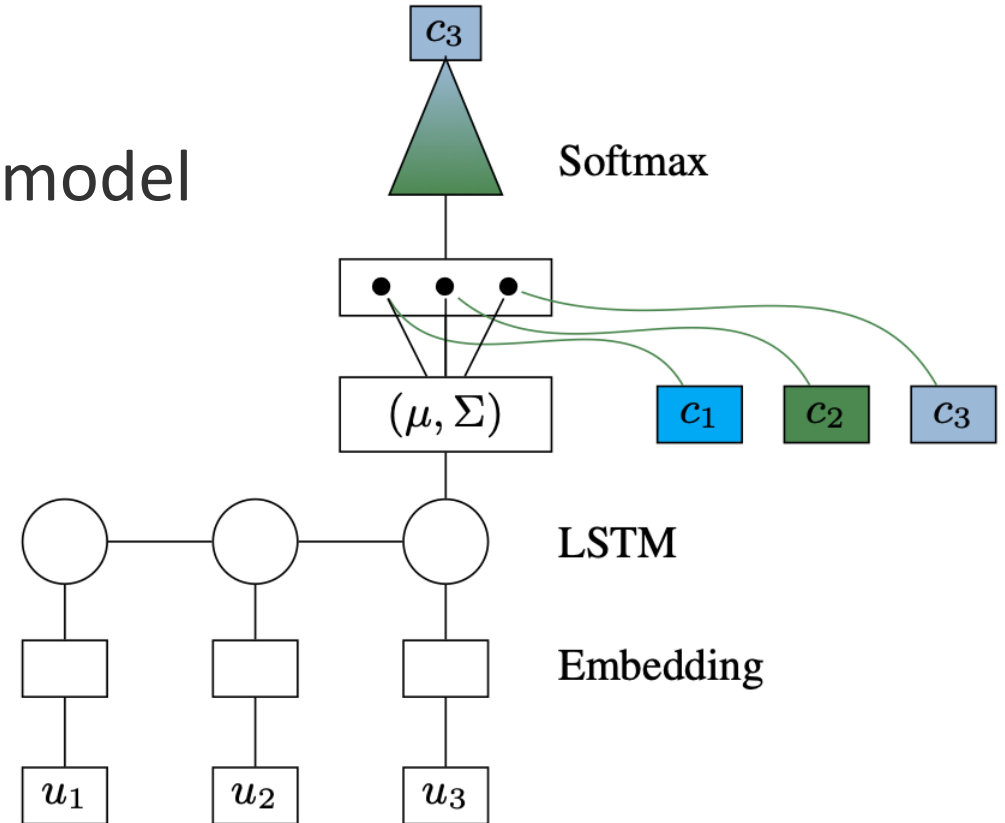 c₃
model
Softmax
(μ, Σ)
c₁ c₂ c₃
LSTM
Embedding
u₁ u₂ u₃